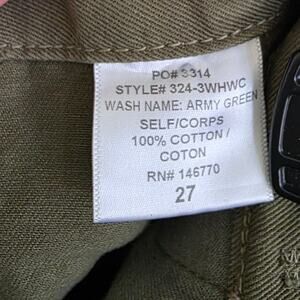 PO# 3314
STYLE# 324-3WHWC
WASH NAME: ARMY GREEN
SELF/CORPS
100% COTTON /
COTON
RN# 146770
27